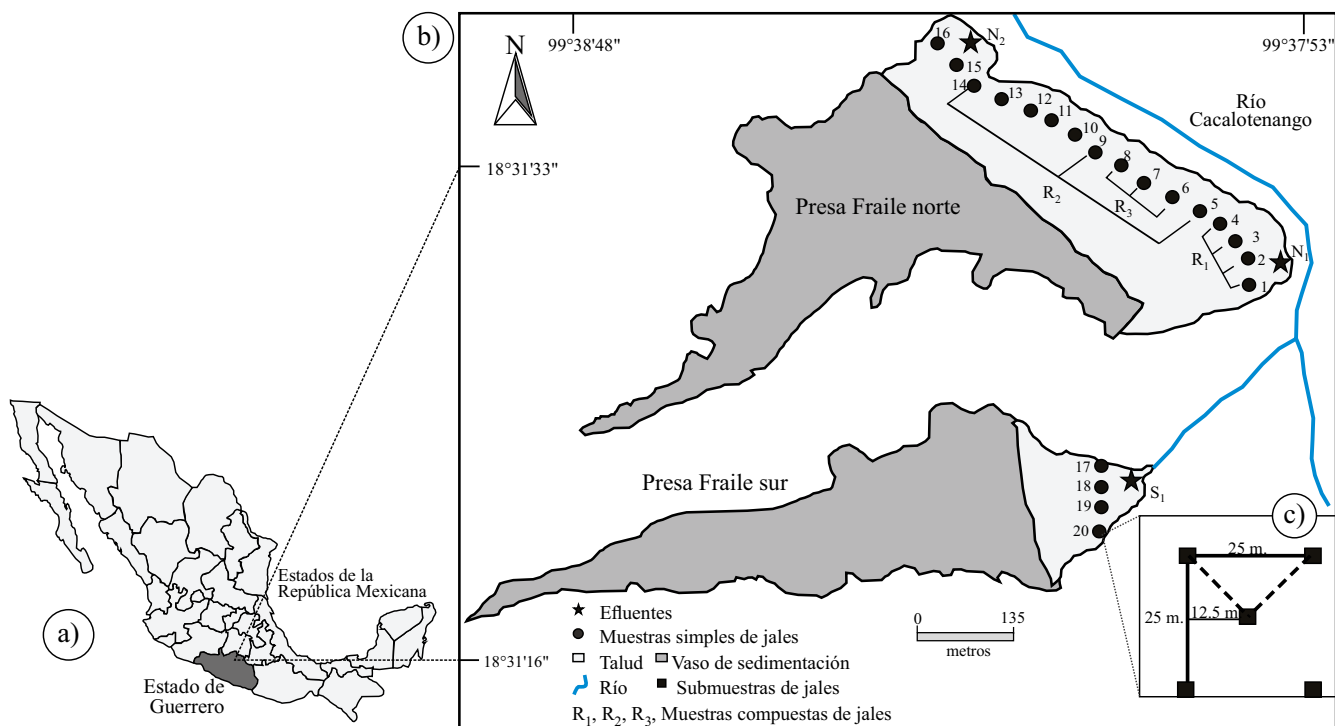 b)
99°38'48"
99°37'53"
N
16
N2
15
14
13
12
11
10
9
8
7
6
5
4
3
2
1
N1
R2
R3
R1
Río
Cacalotenango
18°31'33"
Presa Fraile norte
Presa Fraile sur
17
18
19
20
S1
c)
25 m.
25 m.
12.5 m
Estados de la
República Mexicana
a)
Estado de
Guerrero
18°31'16"
Efluentes
Muestras simples de jales
Talud
Vaso de sedimentación
Río
Submuestras de jales
R1, R2, R3, Muestras compuestas de jales
0
135
metros